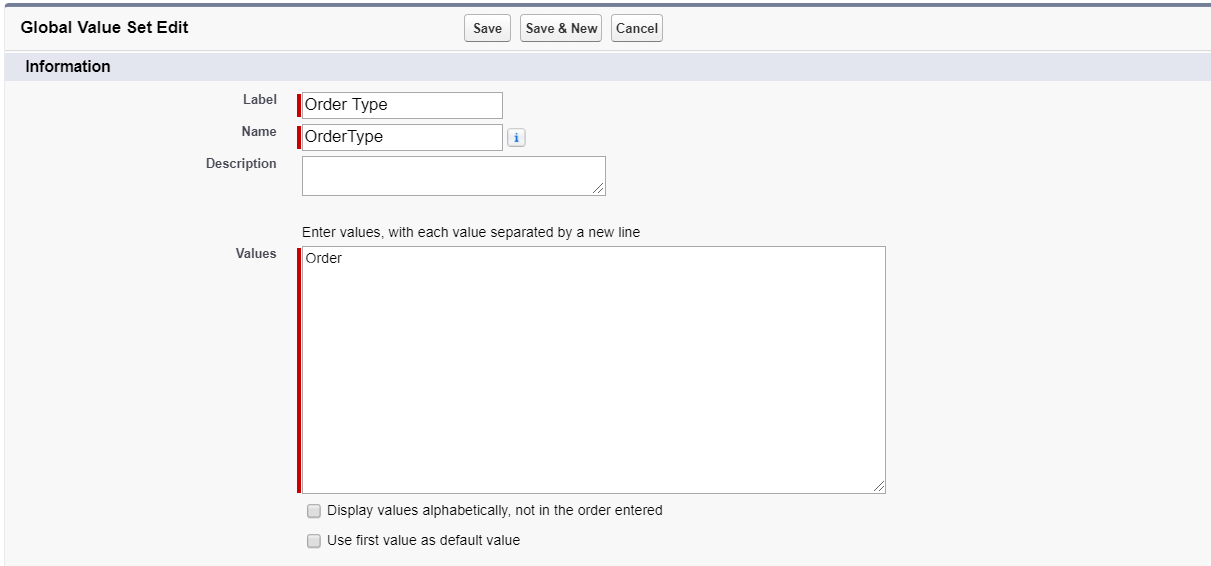 Global Value Set Edit Save Save & New Cancel
Information
Label Order Type
Name OrderType i
Description
Enter values, with each value separated by a new line
Values Order
Display values alphabetically, not in the order entered
Use first value as default value